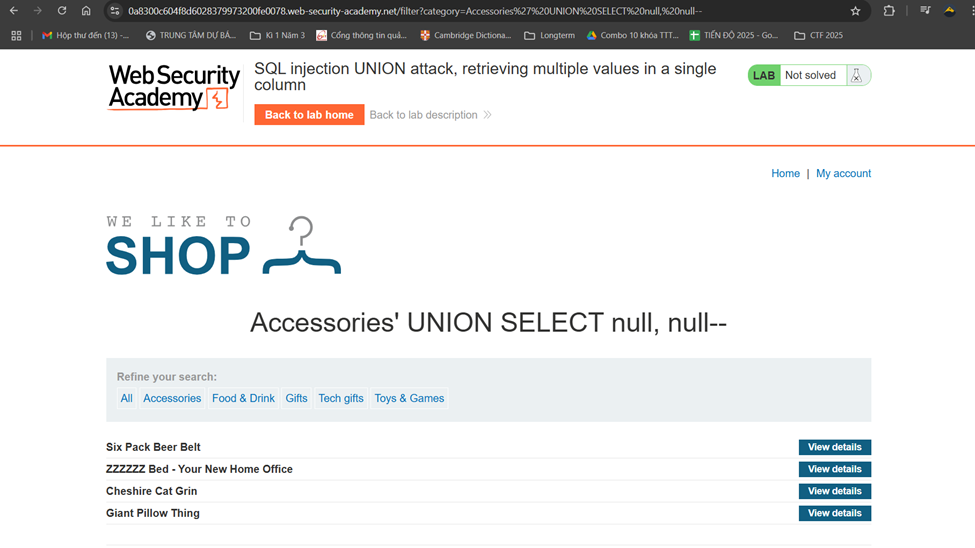 0a8300c604f8d6028379973200fe0078.web-security-academy.net/filter?category=Accessories%27%20UNION%20SELECT%20null,%20null--
Hộp thư đến (13) -...
TRUNG TÂM DỰ BÁ...
Kì 1 Năm 3
Cổng thông tin quả...
Cambridge Dictiona...
Longterm
Combo 10 khóa TTT...
TIẾN ĐỘ 2025 - Go...
CTF 2025
Web Security
Academy
SQL injection UNION attack, retrieving multiple values in a single
column
Back to lab home
Back to lab description
LAB
Not solved
Home | My account
WE LIKE TO
SHOP
Accessories' UNION SELECT null, null--
Refine your search:
All Accessories Food & Drink Gifts Tech gifts Toys & Games
Six Pack Beer Belt View details
ZZZZZZ Bed - Your New Home Office View details
Cheshire Cat Grin View details
Giant Pillow Thing View details